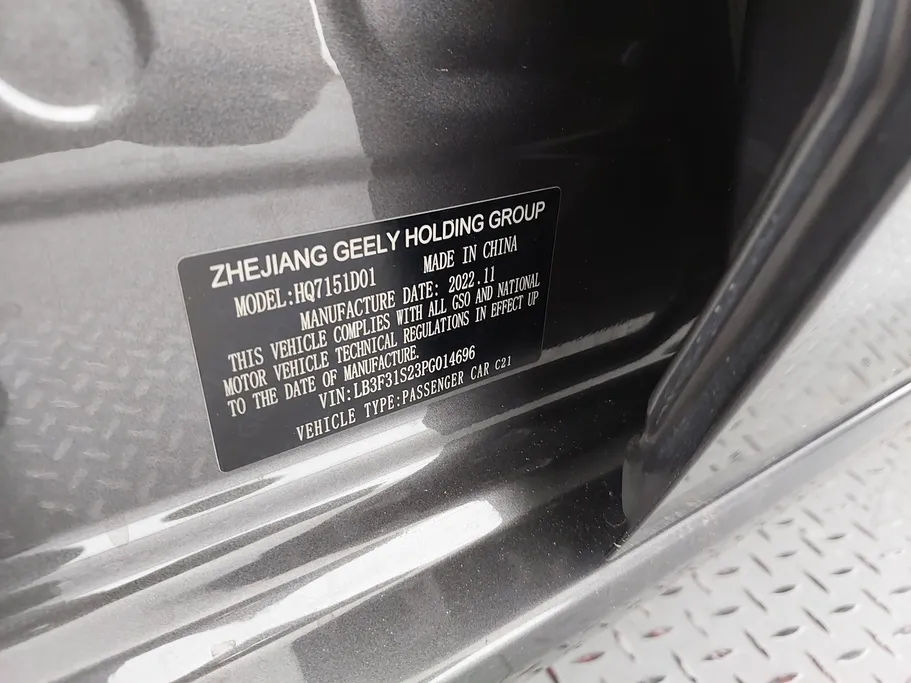 ZHEJIANG GEELY HOLDING GROUP
MODEL:HQ7151D01 MADE IN CHINA
MANUFACTURE DATE: 2022.11
THIS VEHICLE COMPLIES WITH ALL GSO AND NATIONAL
MOTOR VEHICLE TECHNICAL REGULATIONS IN EFFECT UP
TO THE DATE OF MANUFACTURE.
VIN:LB3F31S23PG014696
VEHICLE TYPE:PASSENGER CAR C21